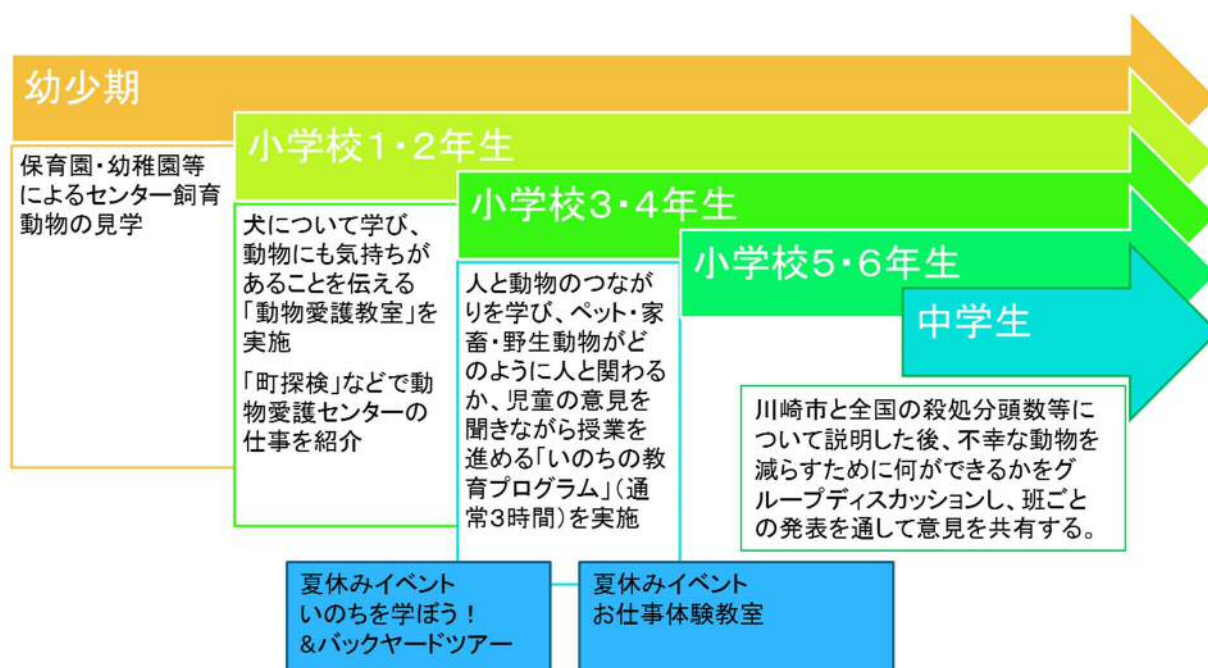 幼少期
保育園・幼稚園等
によるセンター飼育
動物の見学
小学校1・2年生
犬について学び、
動物にも気持ちが
あることを伝える
「動物愛護教室」を
実施
「町探検」などで動
物愛護センターの
仕事を紹介
小学校3・4年生
人と動物のつなが
りを学び、ペット・家
畜・野生動物がど
のように人と関わる
か、児童の意見を
聞きながら授業を
進める「いのちの教
育プログラム」(通
常3時間)を実施
小学校5・6年生
中学生
川崎市と全国の殺処分頭数等に
ついて説明した後、不幸な動物を
減らすために何ができるかをグ
ループディスカッションし、班ごと
の発表を通して意見を共有する。
夏休みイベント
いのちを学ぼう！
&バックヤードツアー
夏休みイベント
お仕事体験教室